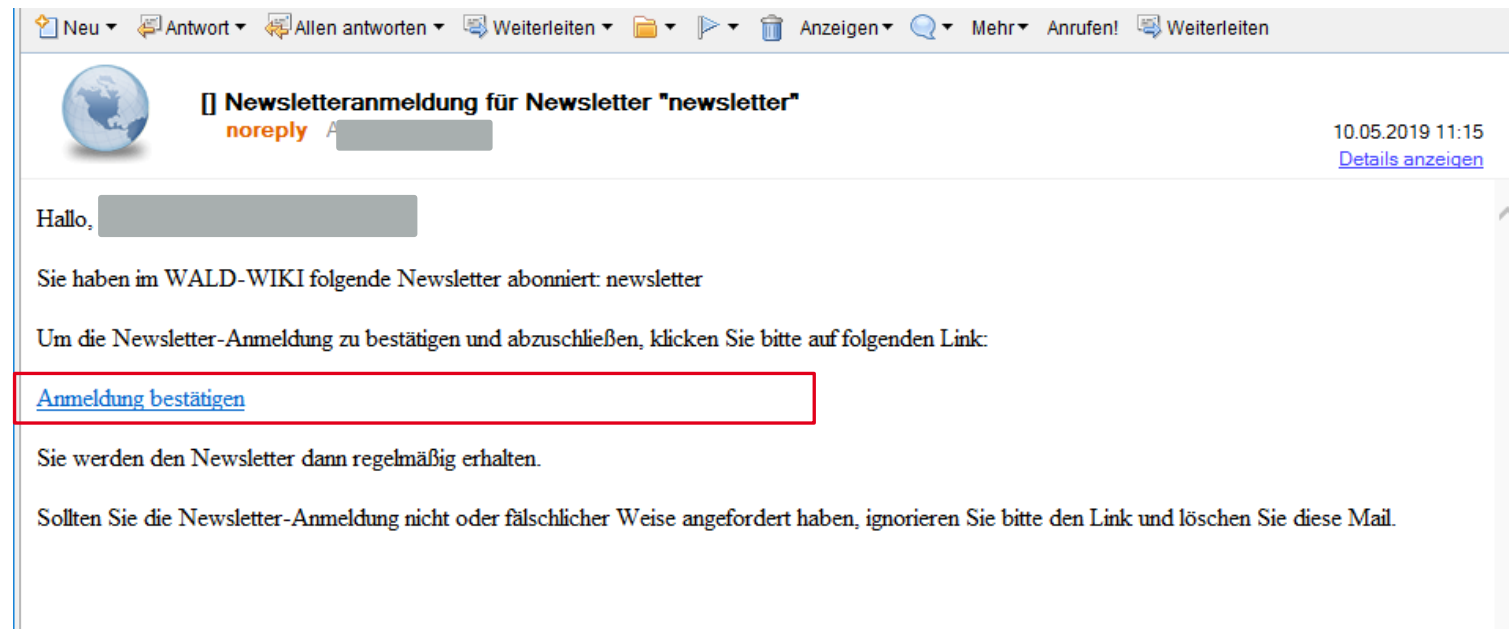 Neu Antwort Allen antworten Weiterleiten Anzeigen Mehr Anrufen! Weiterleiten
[] Newsletteranmeldung für Newsletter "newsletter"
noreply A
10.05.2019 11:15
Details anzeigen
Hallo,
Sie haben im WALD-WIKI folgende Newsletter abonniert: newsletter
Um die Newsletter-Anmeldung zu bestätigen und abzuschließen, klicken Sie bitte auf folgenden Link:
Anmeldung bestätigen
Sie werden den Newsletter dann regelmäßig erhalten.
Sollten Sie die Newsletter-Anmeldung nicht oder fälschlicher Weise angefordert haben, ignorieren Sie bitte den Link und löschen Sie diese Mail.